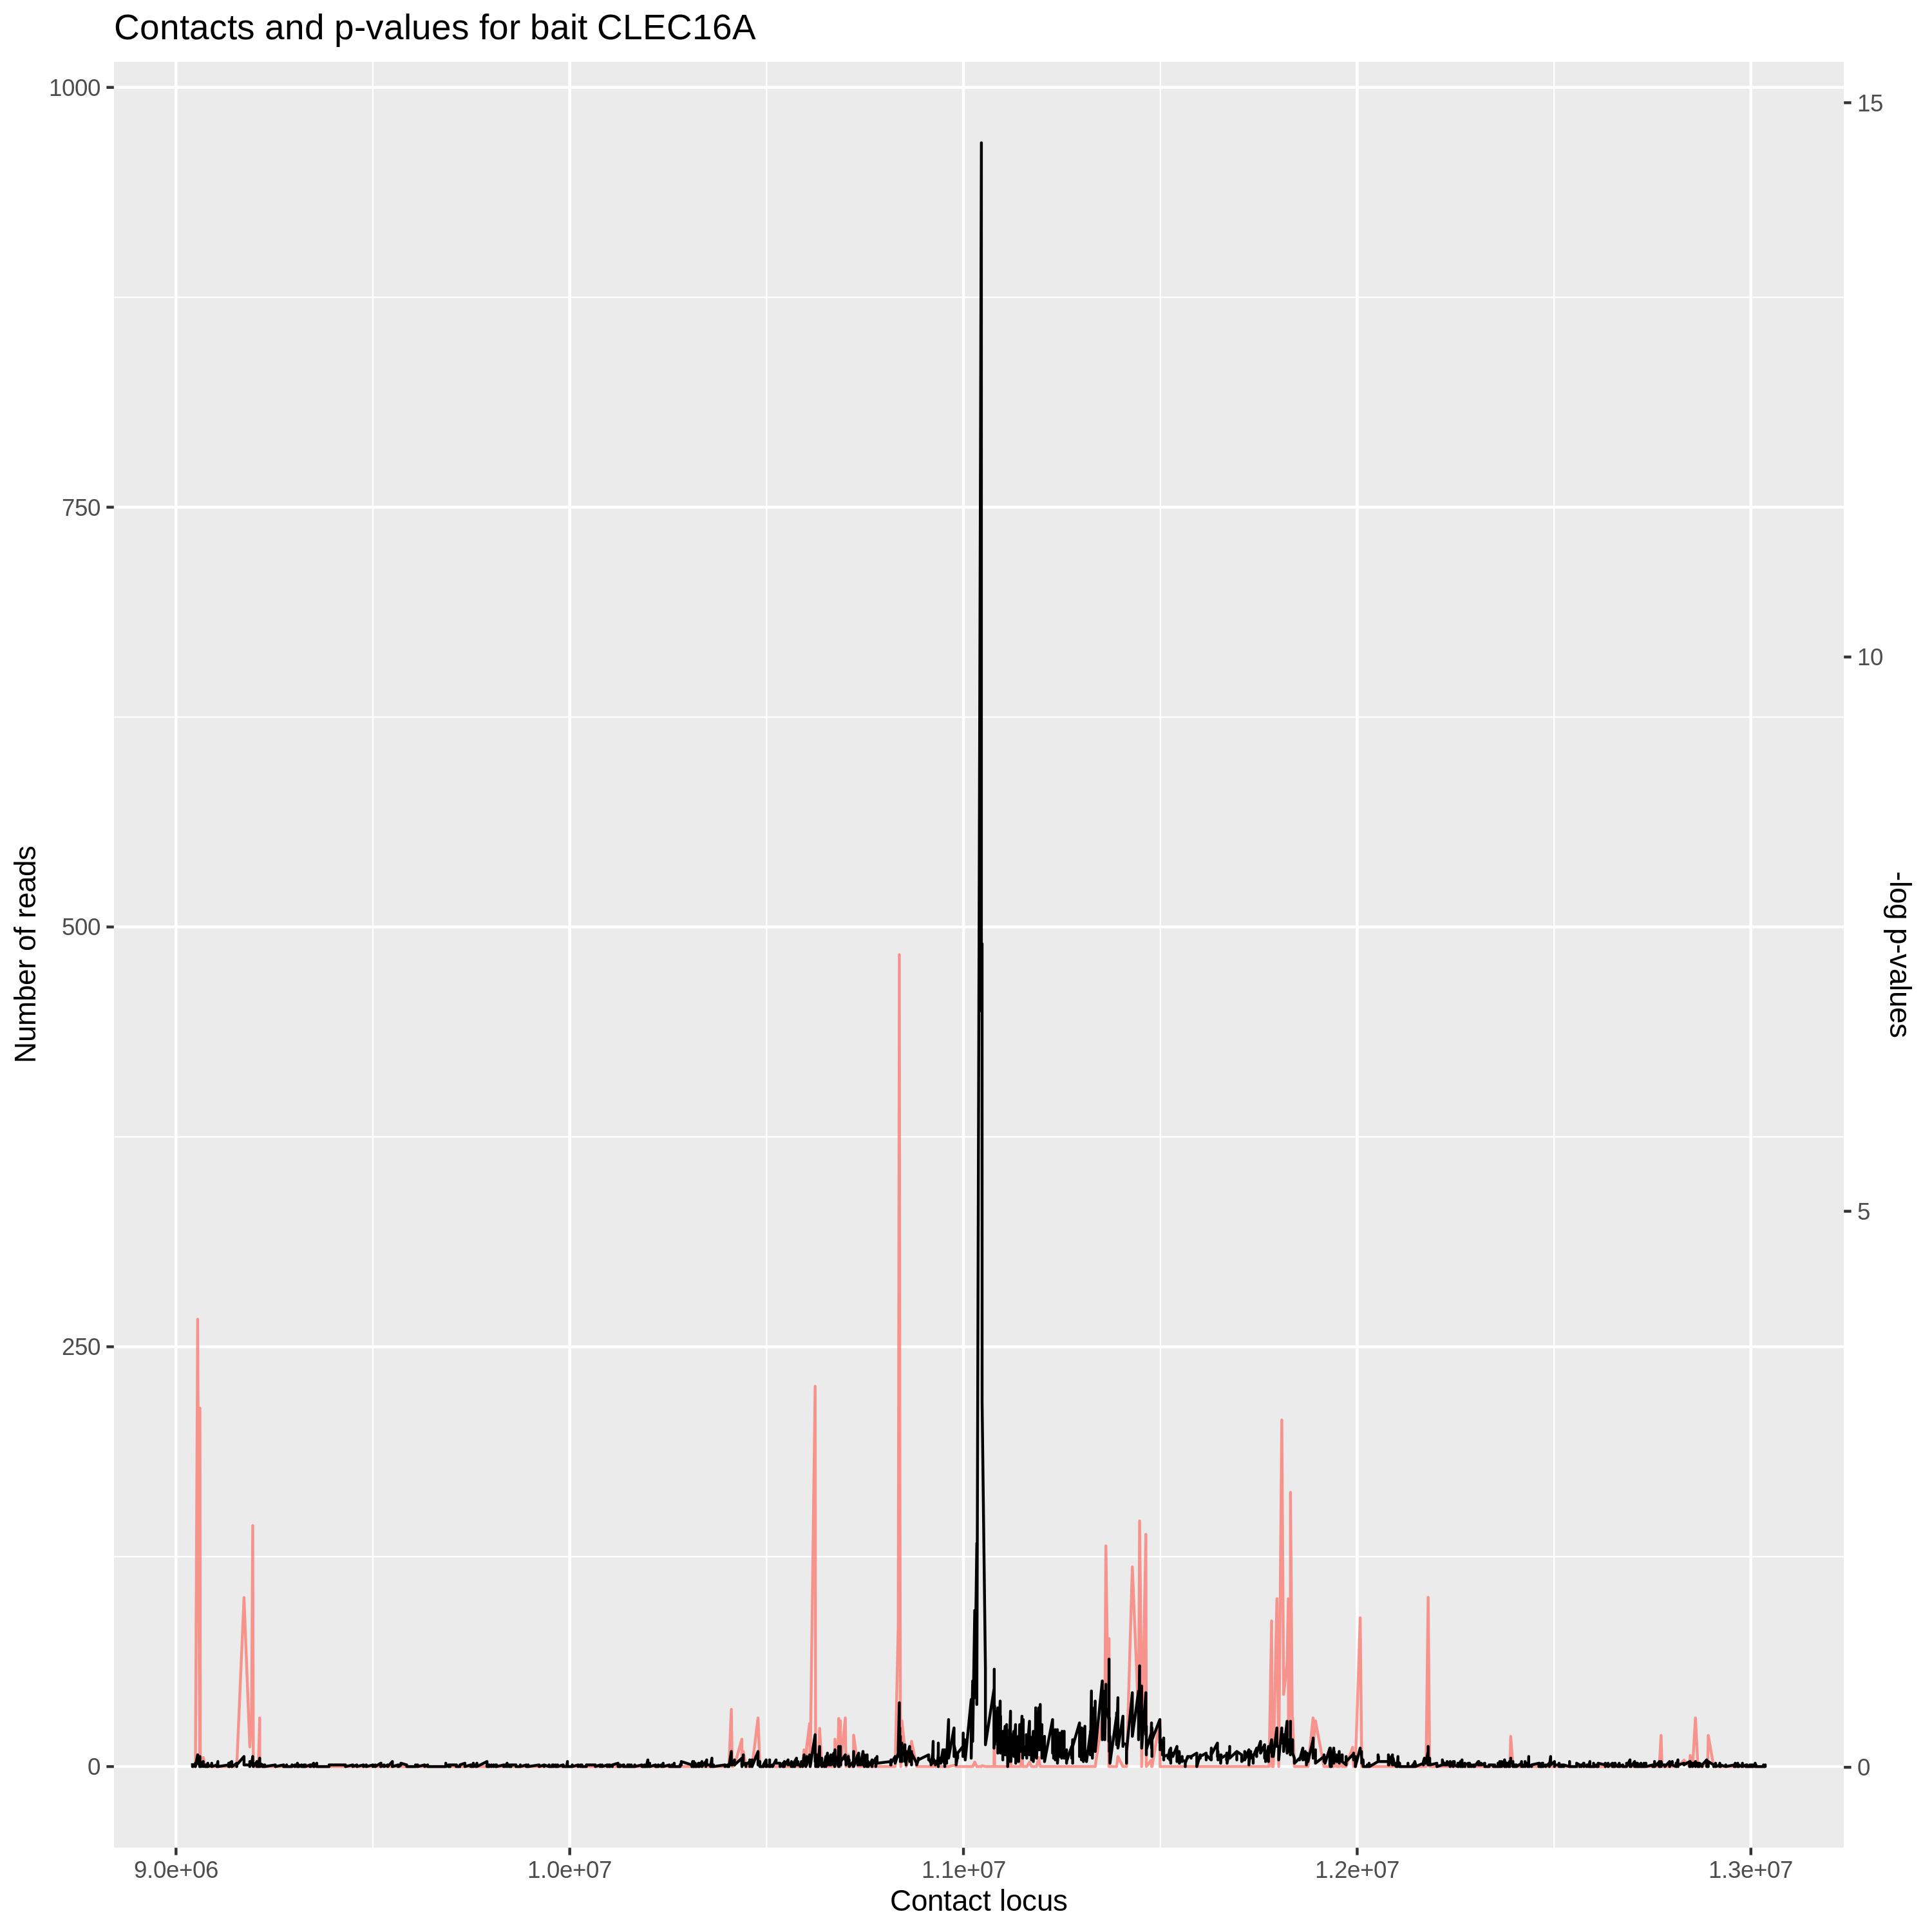 Contacts and p-values for bait CLEC16A
1000
750
500
250
0
Number of reads
15
10
5
0
-log p-values
9.0e+06
1.0e+07
1.1e+07
1.2e+07
1.3e+07
Contact locus